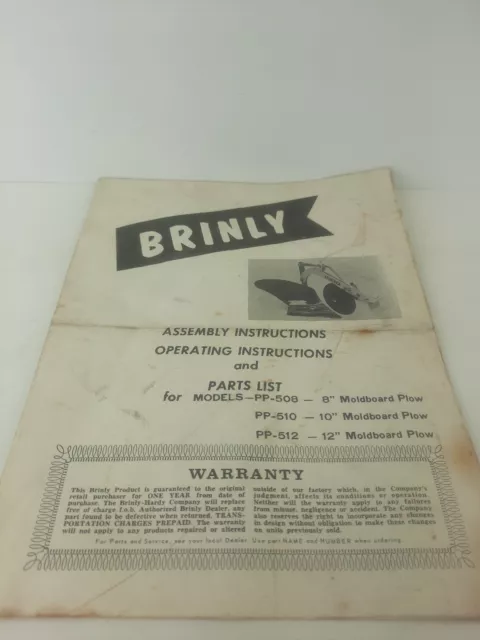 BRINLY
ASSEMBLY INSTRUCTIONS
OPERATING INSTRUCTIONS
and
PARTS LIST
for MODELS—PP-508 — 8" Moldboard Plow
PP-510 — 10" Moldboard Plow
PP-512 — 12" Moldboard Plow
WARRANTY
This Brinly Product is guaranteed to the original
retail purchaser for ONE YEAR from date of
purchase. The Brinly-Hardy Company will replace
free of charge f.o.b. Authorized Brinly Dealer, any
part found to be defective when returned, TRANS-
PORTATION CHARGES PREPAID. The warranty
will not apply to any products repaired or altered
outside of our factory which, in the Company's
judgment, affects its conditions or operation.
Neither will the warranty apply to any failures
from misuse, negligence or accident. The Company
also reserves the right to incorporate any changes
in design without obligation to make these changes
on units previously sold.
For Parts and Service, see your local Dealer. Use part NAME and NUMBER when ordering.